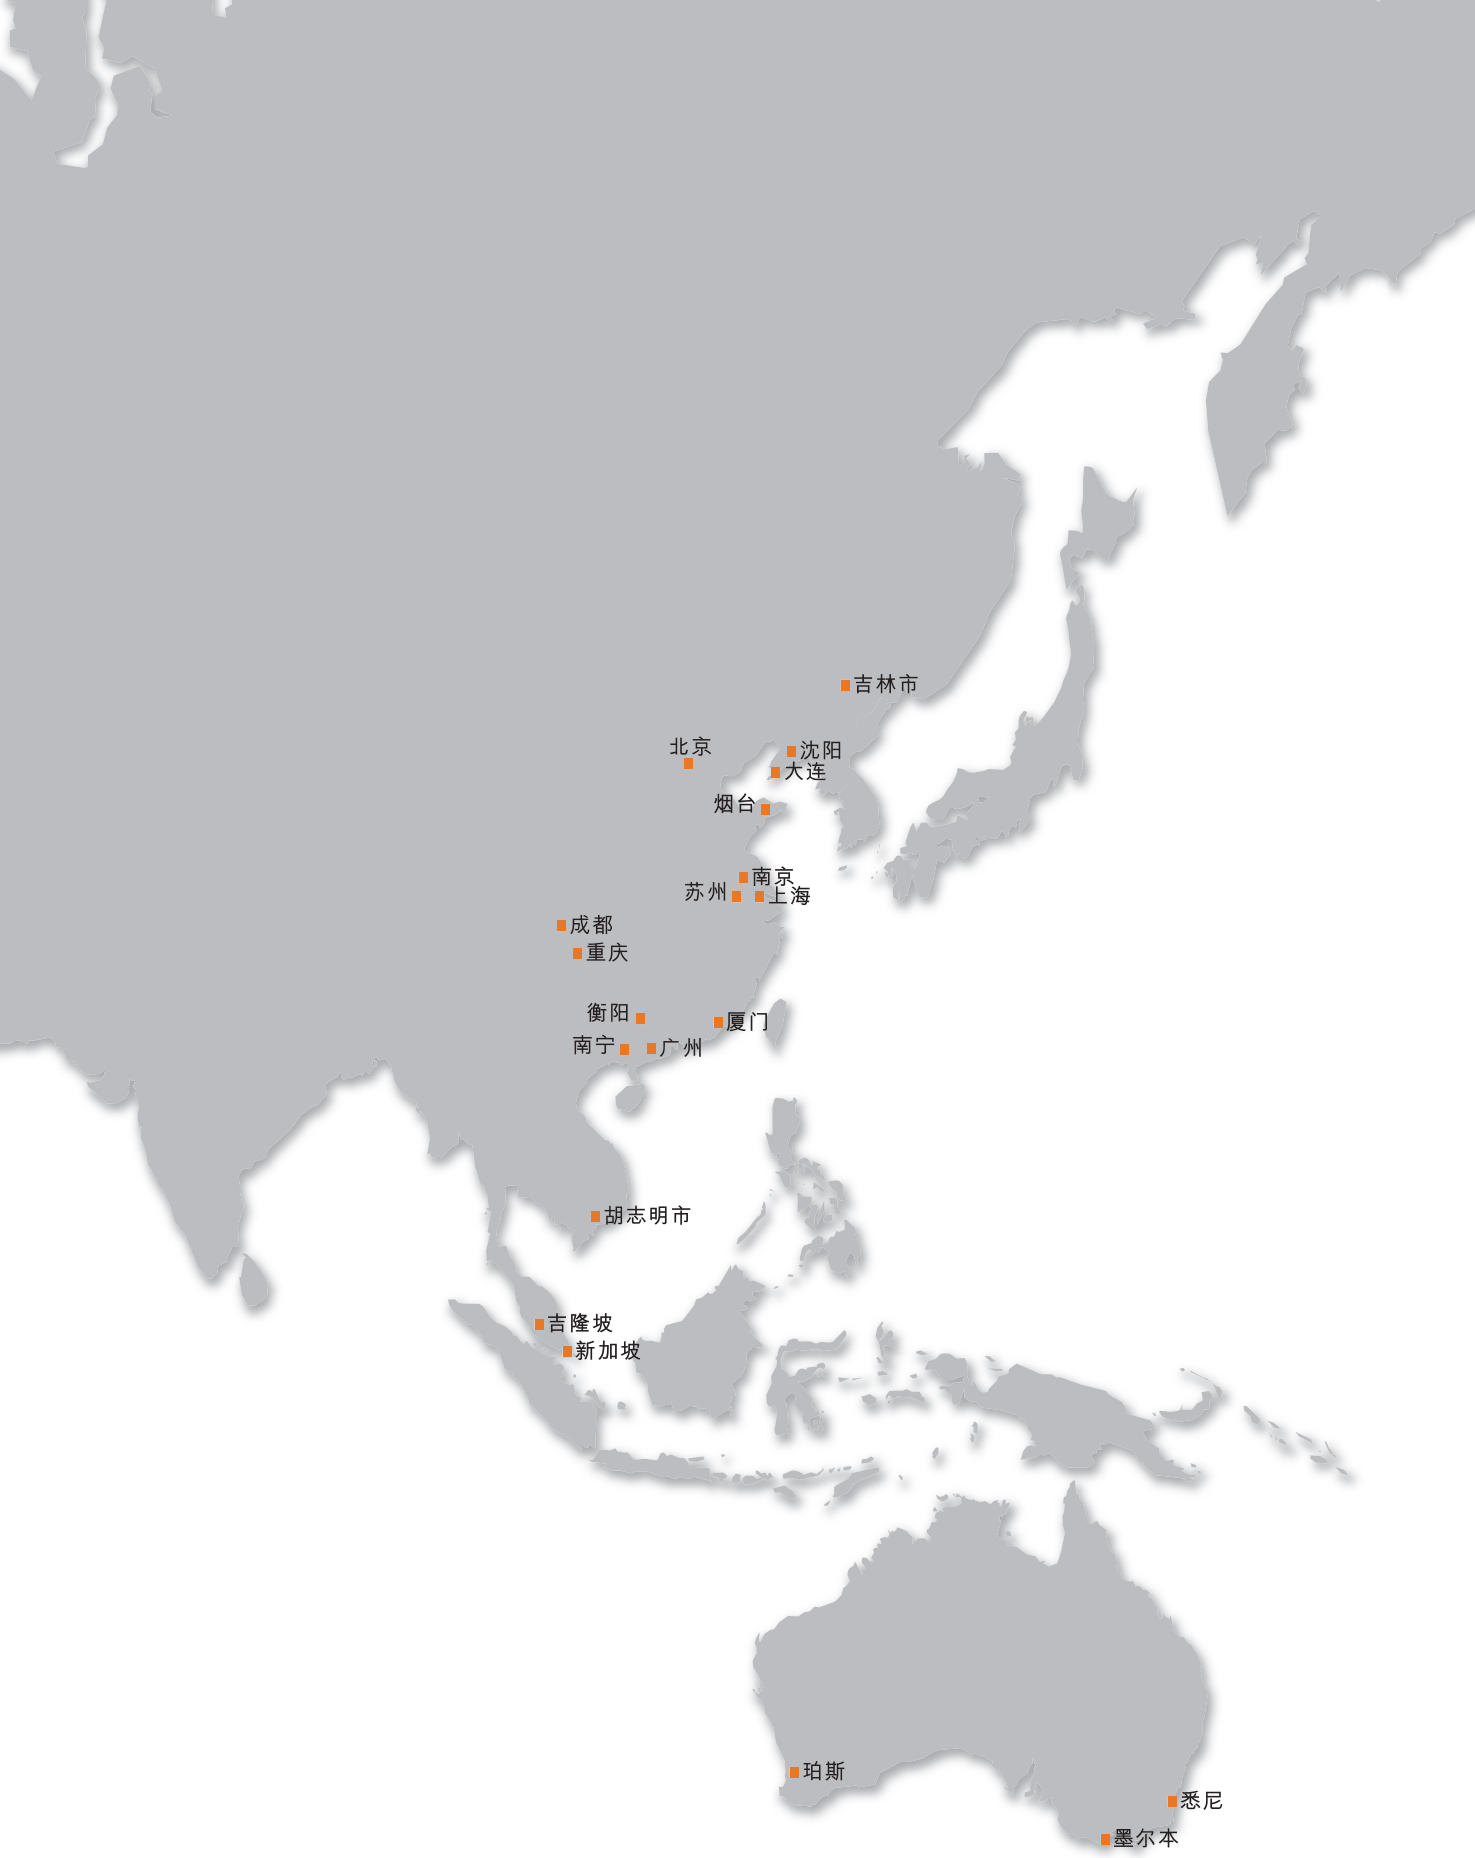 吉林市
北京
沈阳
大连
烟台
南京
苏州
上海
成都
重庆
衡阳
厦门
南宁
广州
胡志明市
吉隆坡
新加坡
珀斯
悉尼
墨尔本